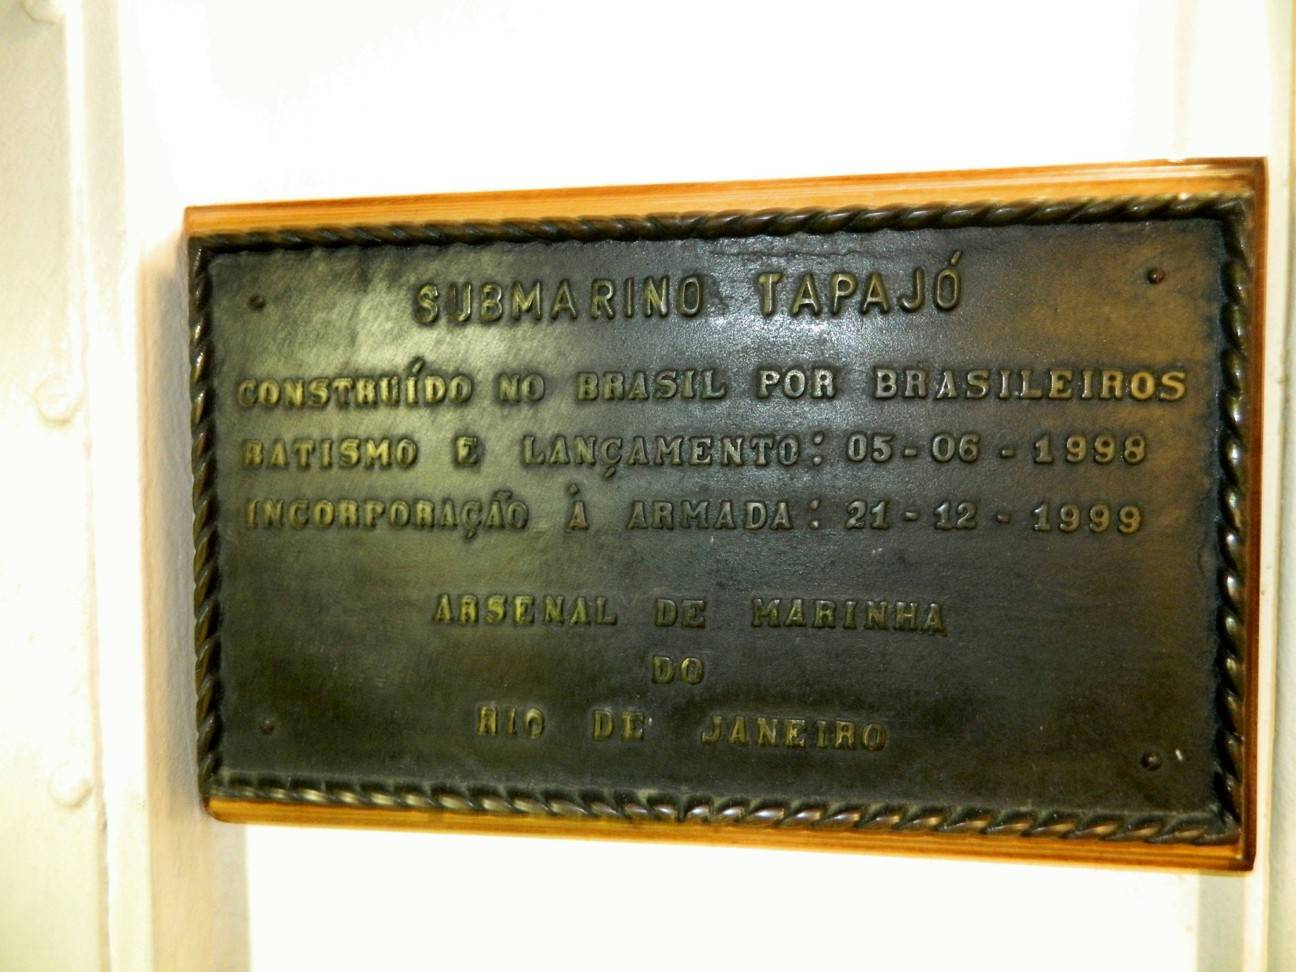 SUBMARINO TAPAJÓ
CONSTRUÍDO NO BRASIL POR BRASILEIROS
BATISMO E LANÇAMENTO: 05-06-1998
INCORPORAÇÃO À ARMADA: 21-12-1999
ARSENAL DE MARINHA
DO
RIO DE JANEIRO